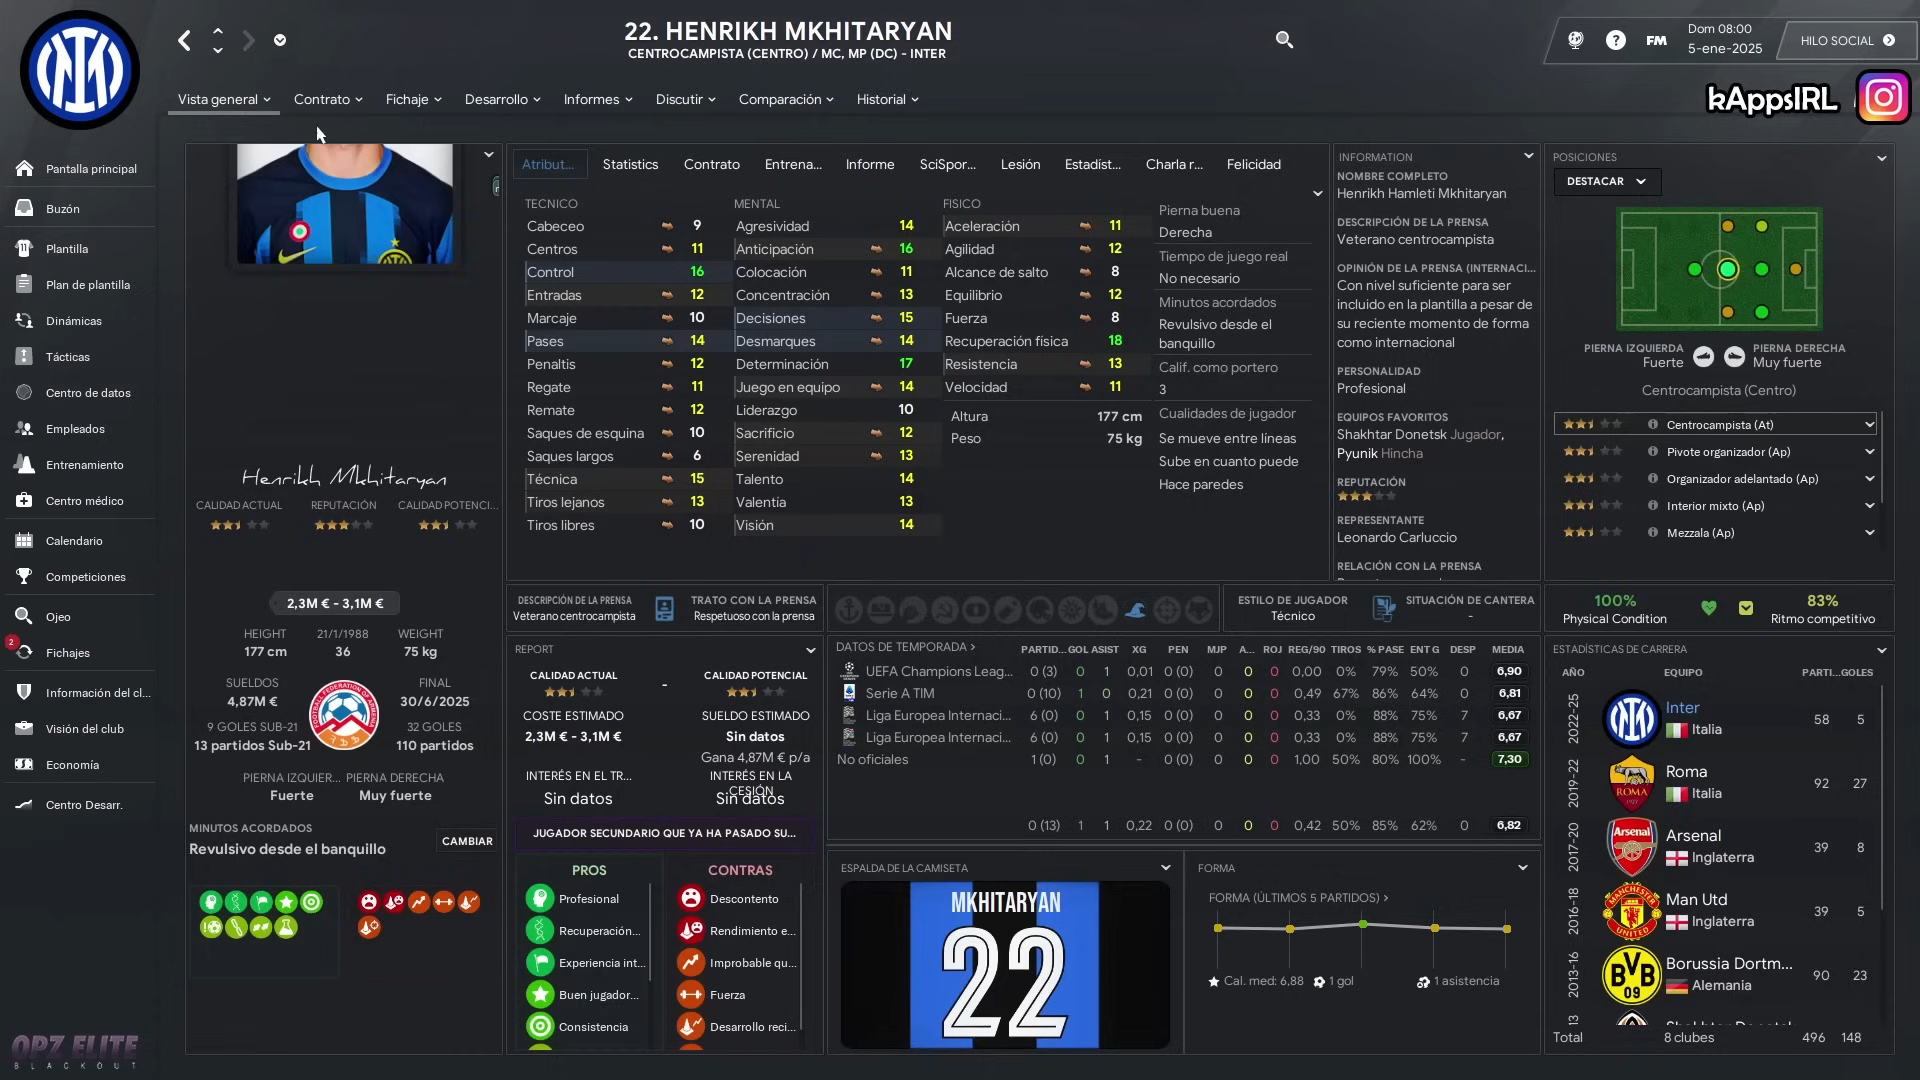 22. HENRIKH MKHITARYAN
CENTROCAMPISTA (CENTRO) / MC, MP (DC) - INTER
FM
Dom 08:00
5-ene-2025
HILO SOCIAL
kAppsIRL
Vista general
Contrato
Fichaje
Desarrollo
Informes
Discutir
Comparación
Historial
Pantalla principal
Buzón
Plantilla
Plan de plantilla
Dinámicas
Tácticas
Centro de datos
Empleados
Entrenamiento
Centro médico
Calendario
Competiciones
Ojeo
2
Fichajes
Información del cl...
Visión del club
Economía
Centro Desarr.
OPZ ELITE
BLACKOUT
Henrikh Mkhitaryan
CALIDAD ACTUAL REPUTACIÓN CALIDAD POTENCI...
2,3M € - 3,1M €
HEIGHT 21/1/1988 WEIGHT
177 cm 36 75 kg
SUELDOS FINAL
4,87M € 30/6/2025
9 GOLES SUB-21 32 GOLES
13 partidos Sub-21 110 partidos
PIERNA IZQUIER... PIERNA DERECHA
Fuerte Muy fuerte
MINUTOS ACORDADOS
Revulsivo desde el banquillo
CAMBIAR
Atribut... Statistics Contrato Entrena... Informe SciSpor... Lesión Estadíst... Charla r... Felicidad
TECNICO
Cabeceo 9
Centros 11
Control 16
Entradas 12
Marcaje 10
Pases 14
Penaltis 12
Regate 11
Remate 12
Saques de esquina 10
Saques largos 6
Técnica 15
Tiros lejanos 13
Tiros libres 10
MENTAL
Agresividad 14
Anticipación 16
Colocación 11
Concentración 13
Decisiones 15
Desmarques 14
Determinación 17
Juego en equipo 14
Liderazgo 10
Sacrificio 12
Serenidad 13
Talento 14
Valentía 13
Visión 14
FISICO
Aceleración 11
Agilidad 12
Alcance de salto 8
Equilibrio 12
Fuerza 8
Recuperación física 18
Resistencia 13
Velocidad 11
Altura 177 cm
Peso 75 kg
Pierna buena
Derecha
Tiempo de juego real
No necesario
Minutos acordados
Revulsivo desde el
banquillo
Calif. como portero
3
Cualidades de jugador
Se mueve entre líneas
Sube en cuanto puede
Hace paredes
INFORMATION
NOMBRE COMPLETO
Henrikh Hamleti Mkhitaryan
DESCRIPCIÓN DE LA PRENSA
Veterano centrocampista
OPINIÓN DE LA PRENSA (INTERNACI...
Con nivel suficiente para ser
incluido en la plantilla a pesar de
su reciente momento de forma
como internacional
PERSONALIDAD
Profesional
EQUIPOS FAVORITOS
Shakhtar Donetsk Jugador,
Pyunik Hincha
REPUTACIÓN
REPRESENTANTE
Leonardo Carluccio
RELACIÓN CON LA PRENSA
POSICIONES
DESTACAR
PIERNA IZQUIERDA PIERNA DERECHA
Fuerte Muy fuerte
Centrocampista (Centro)
Centrocampista (At)
Pivote organizador (Ap)
Organizador adelantado (Ap)
Interior mixto (Ap)
Mezzala (Ap)
DESCRIPCIÓN DE LA PRENSA
Veterano centrocampista
TRATO CON LA PRENSA
Respetuoso con la prensa
ESTILO DE JUGADOR
Técnico
SITUACIÓN DE CANTERA
-
100%
Physical Condition
83%
Ritmo competitivo
REPORT
CALIDAD ACTUAL - CALIDAD POTENCIAL
COSTE ESTIMADO SUELDO ESTIMADO
2,3M € - 3,1M € Sin datos
Gana 4,87M € p/a
INTERÉS EN EL TR... INTERÉS EN LA
CESIÓN
Sin datos Sin datos
JUGADOR SECUNDARIO QUE YA HA PASADO SU...
PROS
Profesional
Recuperación...
Experiencia int...
Buen jugador...
Consistencia
CONTRAS
Descontento
Rendimiento e...
Improbable qu...
Fuerza
Desarrollo reci...
DATOS DE TEMPORADA > PARTID... GOL ASIST XG PEN MJP A... ROJ REG/90 TIROS % PASE ENT G DESP MEDIA
UEFA Champions Leag... 0 (3) 0 1 0,01 0 (0) 0 0 0 0,00 0% 79% 50% 0 6,90
Serie A TIM 0 (10) 1 0 0,21 0 (0) 0 0 0 0,49 67% 86% 64% 0 6,81
Liga Europea Internaci... 6 (0) 0 1 0,15 0 (0) 0 0 0 0,33 0% 88% 75% 7 6,67
Liga Europea Internaci... 6 (0) 0 1 0,15 0 (0) 0 0 0 0,33 0% 88% 75% 7 6,67
No oficiales 1 (0) 0 1 - 0 (0) 0 0 0 1,00 50% 80% 100% - 7,30
0 (13) 1 1 0,22 0 (0) 0 0 0 0,42 50% 85% 62% 0 6,82
ESPALDA DE LA CAMISETA
MKHITARYAN
22
FORMA
FORMA (ÚLTIMOS 5 PARTIDOS) >
Cal. med: 6,88 1 gol 1 asistencia
ESTADÍSTICAS DE CARRERA
AÑO EQUIPO PARTI... GOLES
2022-25 Inter 58 5
Italia
2019-22 Roma 92 27
Italia
2017-20 Arsenal 39 8
Inglaterra
2016-18 Man Utd 39 5
Inglaterra
2013-16 Borussia Dortm... 90 23
Alemania
Total 8 clubes 496 148